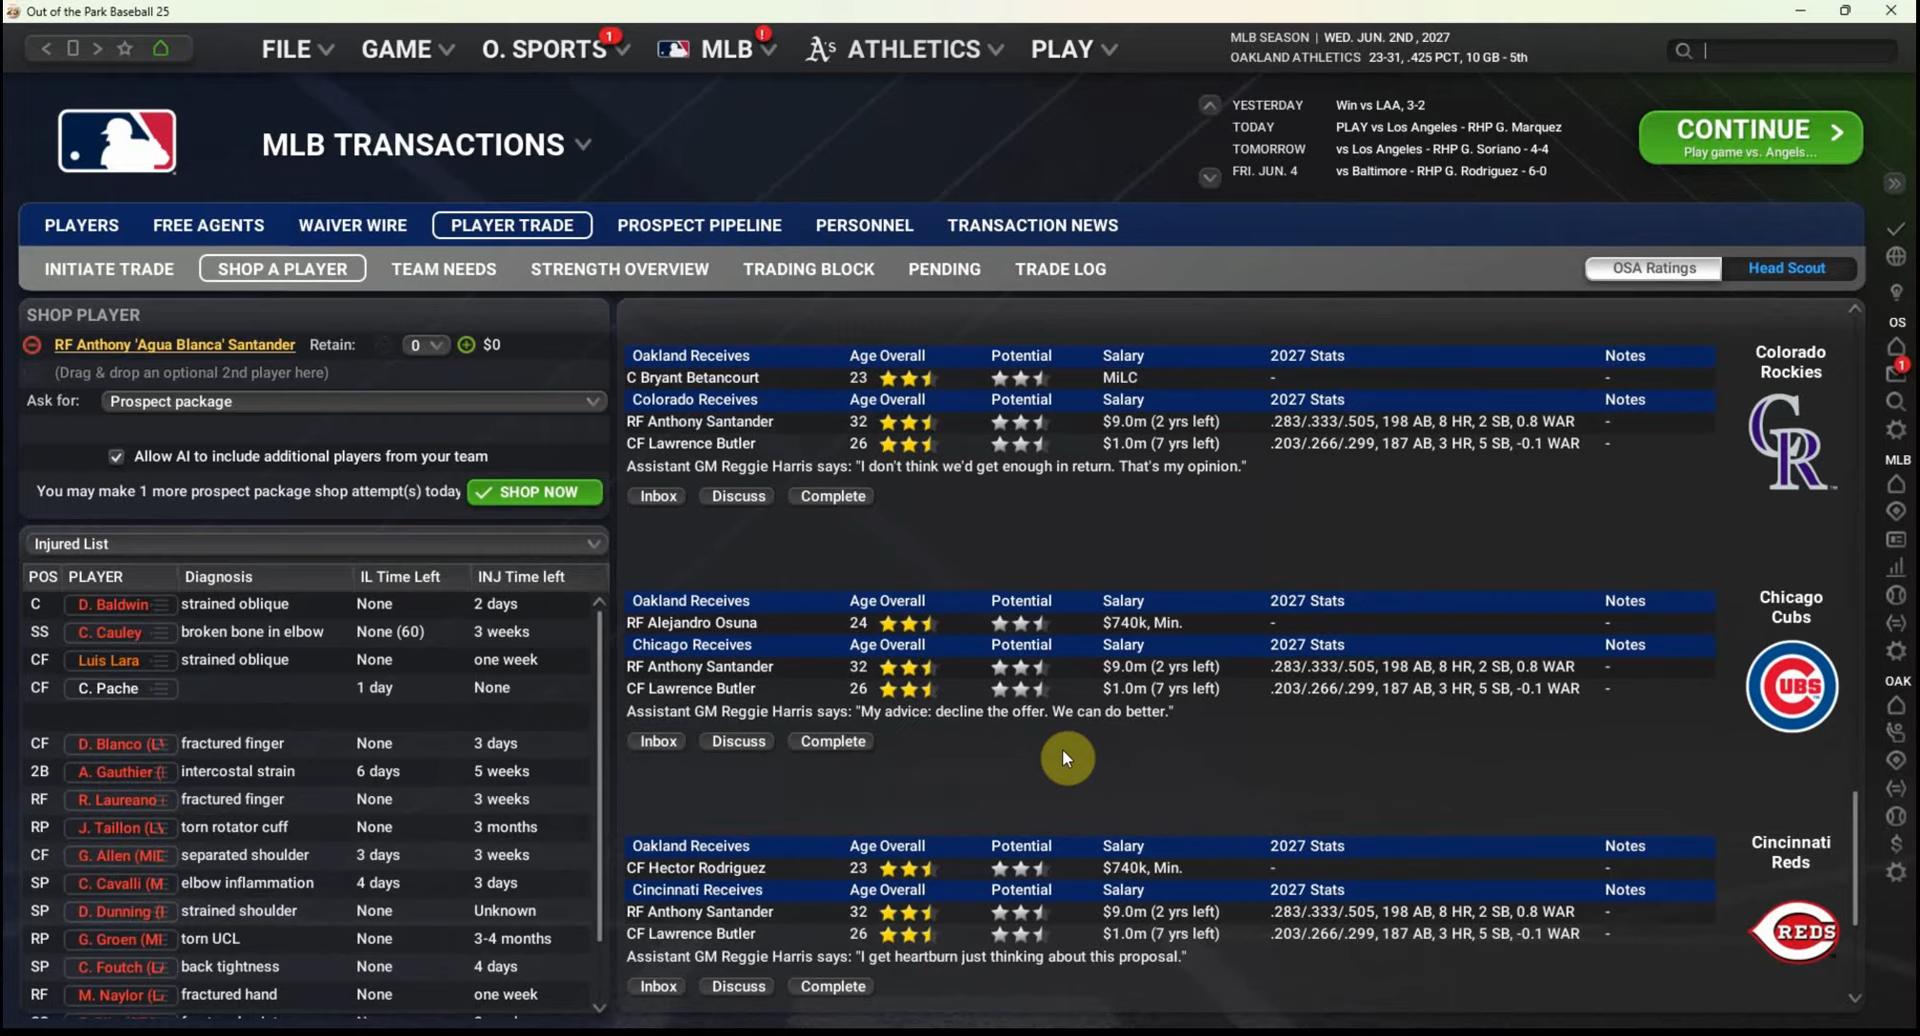 Out of the Park Baseball 25
FILE GAME O. SPORTS 1 MLB ! A's ATHLETICS PLAY
MLB SEASON | WED. JUN. 2ND, 2027
OAKLAND ATHLETICS 23-31, .425 PCT, 10 GB - 5th
MLB TRANSACTIONS
YESTERDAY Win vs LAA, 3-2
TODAY PLAY vs Los Angeles - RHP G. Marquez
TOMORROW vs Los Angeles - RHP G. Soriano - 4-4
FRI. JUN. 4 vs Baltimore - RHP G. Rodriguez - 6-0
CONTINUE
Play game vs. Angels...
PLAYERS FREE AGENTS WAIVER WIRE PLAYER TRADE PROSPECT PIPELINE PERSONNEL TRANSACTION NEWS
INITIATE TRADE SHOP A PLAYER TEAM NEEDS STRENGTH OVERVIEW TRADING BLOCK PENDING TRADE LOG OSA Ratings Head Scout
SHOP PLAYER
RF Anthony 'Agua Blanca' Santander Retain: 0 $0
(Drag & drop an optional 2nd player here)
Ask for: Prospect package
Allow AI to include additional players from your team
You may make 1 more prospect package shop attempt(s) today SHOP NOW
Injured List
POS PLAYER Diagnosis IL Time Left INJ Time left
C D. Baldwin strained oblique None 2 days
SS C. Cauley broken bone in elbow None (60) 3 weeks
CF Luis Lara strained oblique None one week
CF C. Pache 1 day None
CF D. Blanco (L fractured finger None 3 days
2B A. Gauthier ( intercostal strain 6 days 5 weeks
RF R. Laureano fractured finger None 3 weeks
RP J. Taillon (L torn rotator cuff None 3 months
CF G. Allen (MIE separated shoulder 3 days 3 weeks
SP C. Cavalli (M elbow inflammation 4 days 3 days
SP D. Dunning ( strained shoulder None Unknown
RP G. Groen (MI torn UCL None 3-4 months
SP C. Foutch (L back tightness None 4 days
RF M. Naylor (L fractured hand None one week
Oakland Receives Age Overall Potential Salary 2027 Stats Notes
C Bryant Betancourt 23 MiLC - -
Colorado Receives Age Overall Potential Salary 2027 Stats Notes
RF Anthony Santander 32 $9.0m (2 yrs left) .283/.333/.505, 198 AB, 8 HR, 2 SB, 0.8 WAR -
CF Lawrence Butler 26 $1.0m (7 yrs left) .203/.266/.299, 187 AB, 3 HR, 5 SB, -0.1 WAR -
Assistant GM Reggie Harris says: "I don't think we'd get enough in return. That's my opinion."
Inbox Discuss Complete
Colorado
Rockies
CR
Oakland Receives Age Overall Potential Salary 2027 Stats Notes
RF Alejandro Osuna 24 $740k, Min. - -
Chicago Receives Age Overall Potential Salary 2027 Stats Notes
RF Anthony Santander 32 $9.0m (2 yrs left) .283/.333/.505, 198 AB, 8 HR, 2 SB, 0.8 WAR -
CF Lawrence Butler 26 $1.0m (7 yrs left) .203/.266/.299, 187 AB, 3 HR, 5 SB, -0.1 WAR -
Assistant GM Reggie Harris says: "My advice: decline the offer. We can do better."
Inbox Discuss Complete
Chicago
Cubs
CUBS
Oakland Receives Age Overall Potential Salary 2027 Stats Notes
CF Hector Rodriguez 23 $740k, Min. - -
Cincinnati Receives Age Overall Potential Salary 2027 Stats Notes
RF Anthony Santander 32 $9.0m (2 yrs left) .283/.333/.505, 198 AB, 8 HR, 2 SB, 0.8 WAR -
CF Lawrence Butler 26 $1.0m (7 yrs left) .203/.266/.299, 187 AB, 3 HR, 5 SB, -0.1 WAR -
Assistant GM Reggie Harris says: "I get heartburn just thinking about this proposal."
Inbox Discuss Complete
Cincinnati
Reds
REDS
OS
1
MLB
OAK